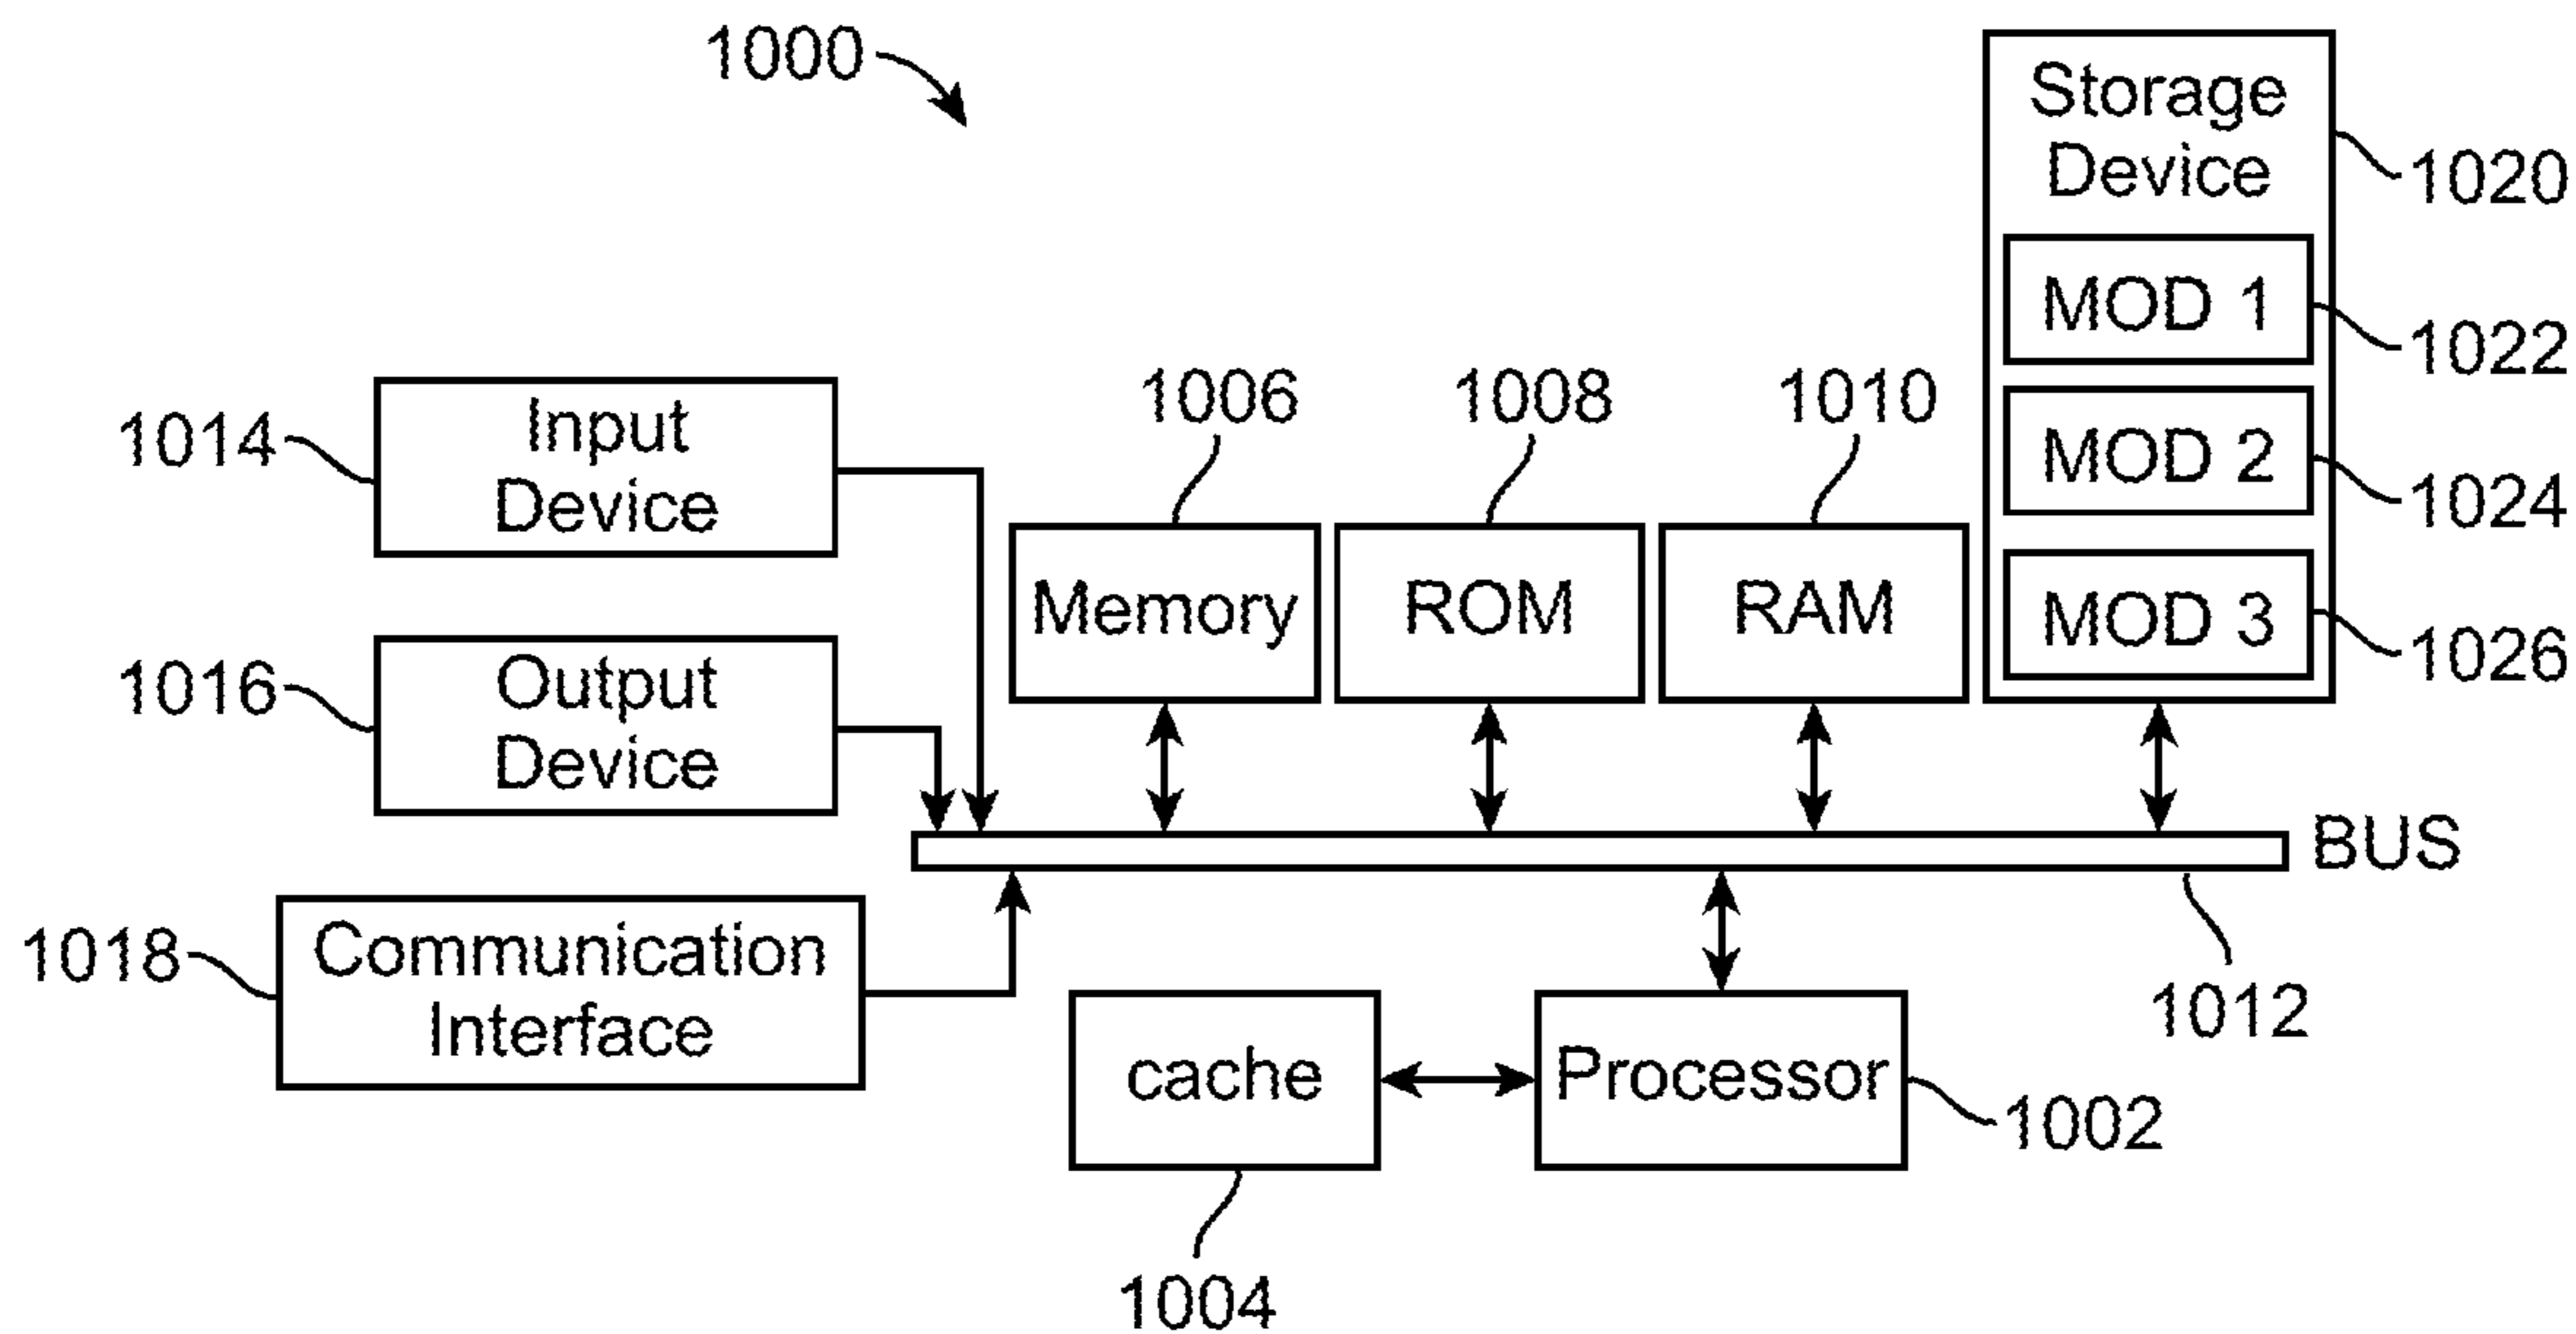 1000
Storage
Device
1020
MOD 1
1022
MOD 2
1024
MOD 3
1026
1014
Input
Device
1006
1008
1010
Memory
ROM
RAM
1016
Output
Device
BUS
1012
1018
Communication
Interface
cache
Processor
1002
1004